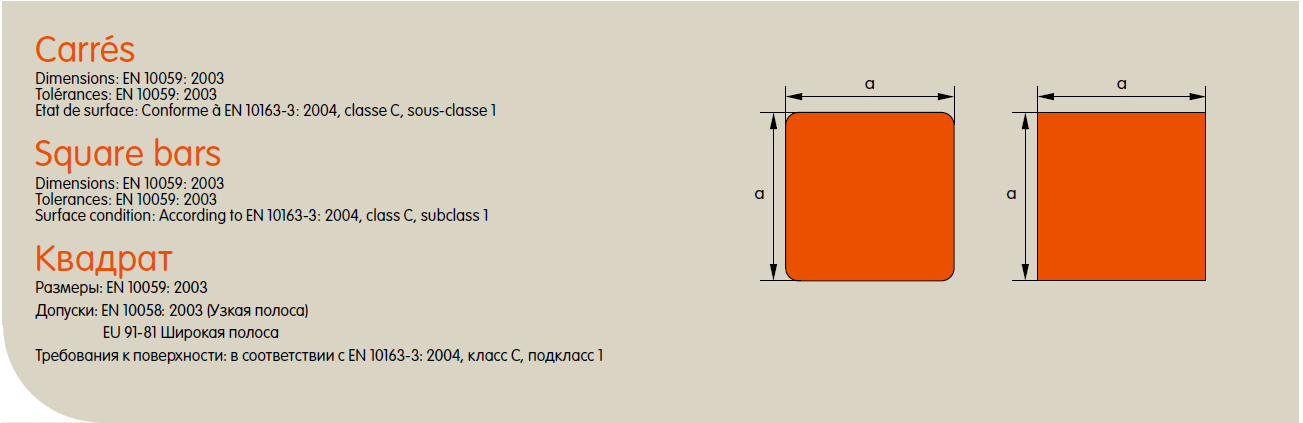 Carrés
Dimensions: EN 10059: 2003
Tolérances: EN 10059: 2003
Etat de surface: Conforme à EN 10163-3: 2004, classe C, sous-classe 1
Square bars
Dimensions: EN 10059: 2003
Tolerances: EN 10059: 2003
Surface condition: According to EN 10163-3: 2004, class C, subclass 1
Квадрат
Размеры: EN 10059: 2003
Допуски: EN 10058: 2003 (Узкая полоса)
EU 91-81 Широкая полоса
Требования к поверхности: в соответствии с EN 10163-3: 2004, класс C, подкласс 1
a
a
a
a